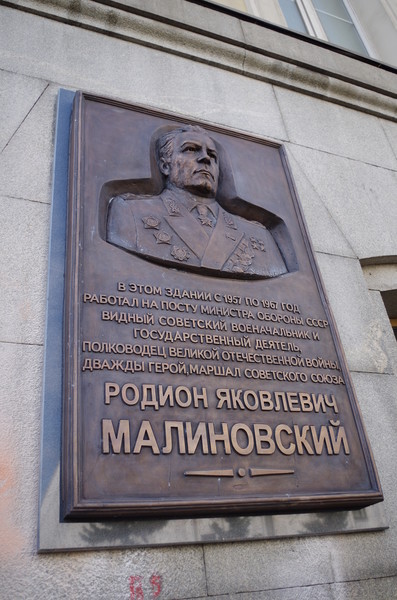 В ЭТОМ ЗДАНИИ С 1957 ПО 1967 ГОД
РАБОТАЛ НА ПОСТУ МИНИСТРА ОБОРОНЫ СССР
ВИДНЫЙ СОВЕТСКИЙ ВОЕНАЧАЛЬНИК И
ГОСУДАРСТВЕННЫЙ ДЕЯТЕЛЬ,
ПОЛКОВОДЕЦ ВЕЛИКОЙ ОТЕЧЕСТВЕННОЙ ВОЙНЫ,
ДВАЖДЫ ГЕРОЙ, МАРШАЛ СОВЕТСКОГО СОЮЗА
РОДИОН ЯКОВЛЕВИЧ
МАЛИНОВСКИЙ